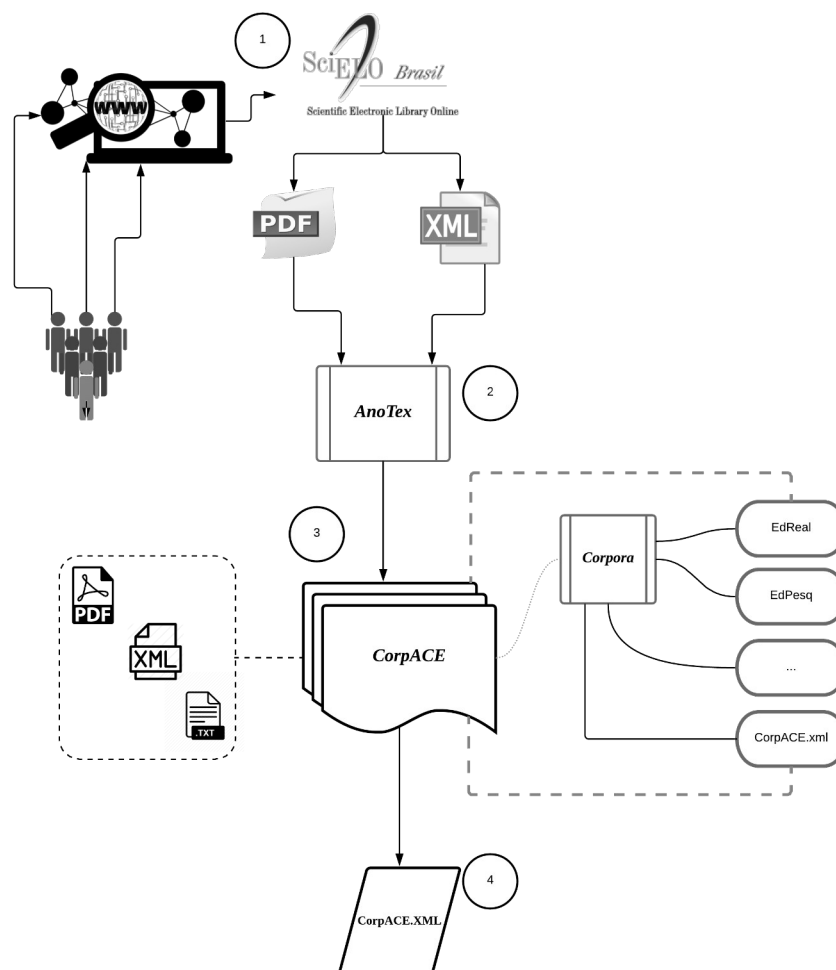 1
SciELO Brasil
Scientific Electronic Library Online
WWW
PDF
XML
AnoTex
2
3
PDF
XML
.TXT
CorpACE
Corpora
EdReal
EdPesq
...
CorpACE.xml
4
CorpACE.XML